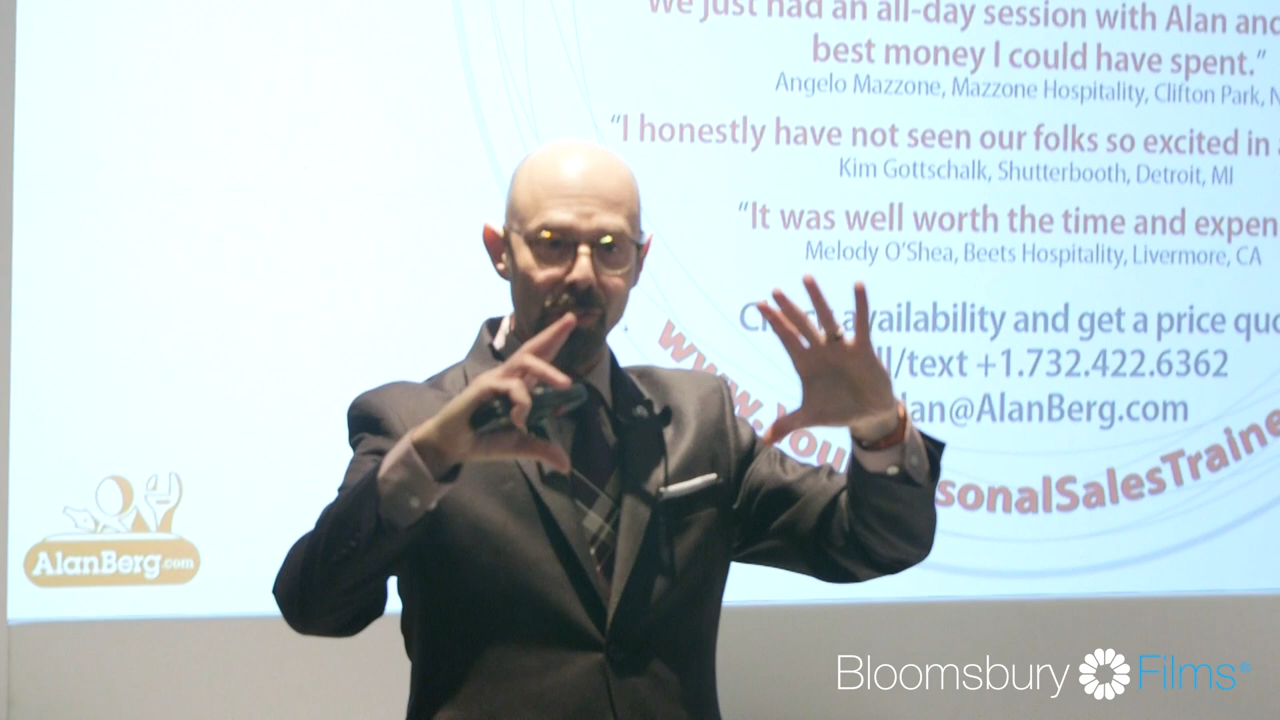 We just had an all-day session with Alan and
best money I could have spent.”
Angelo Mazzone, Mazzone Hospitality, Clifton Park, N
“I honestly have not seen our folks so excited in
Kim Gottschalk, Shutterbooth, Detroit, MI
“It was well worth the time and expen
Melody O’Shea, Beets Hospitality, Livermore, CA
availability and get a price quo
l/text +1.732.422.6362
lan@AlanBerg.com
www.You sonalSalesTraine
AlanBerg.com
Bloomsbury Films®